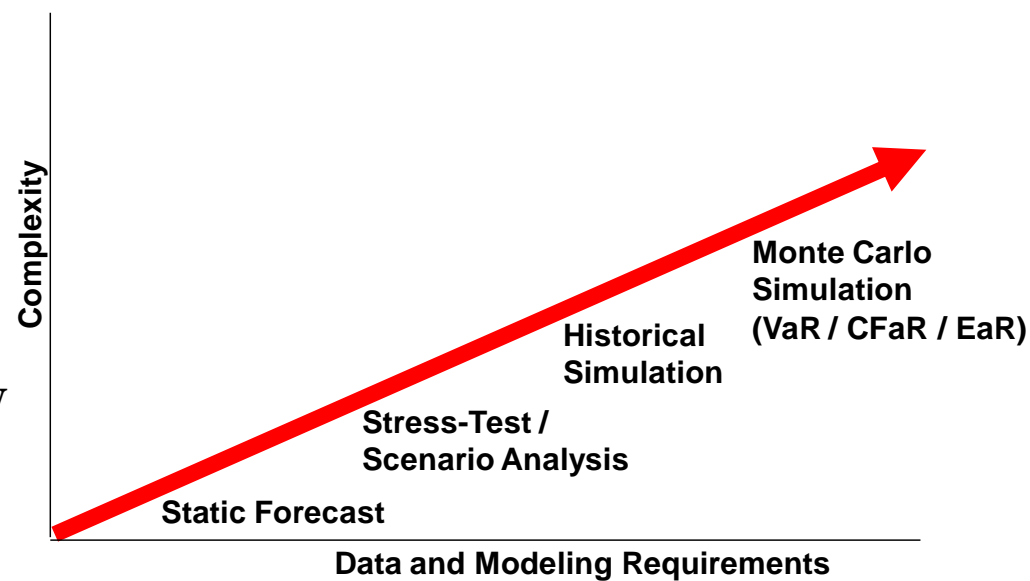 Complexity
Monte Carlo
Simulation
(VaR / CFaR / EaR)
Historical
Simulation
Stress-Test /
Scenario Analysis
Static Forecast
Data and Modeling Requirements